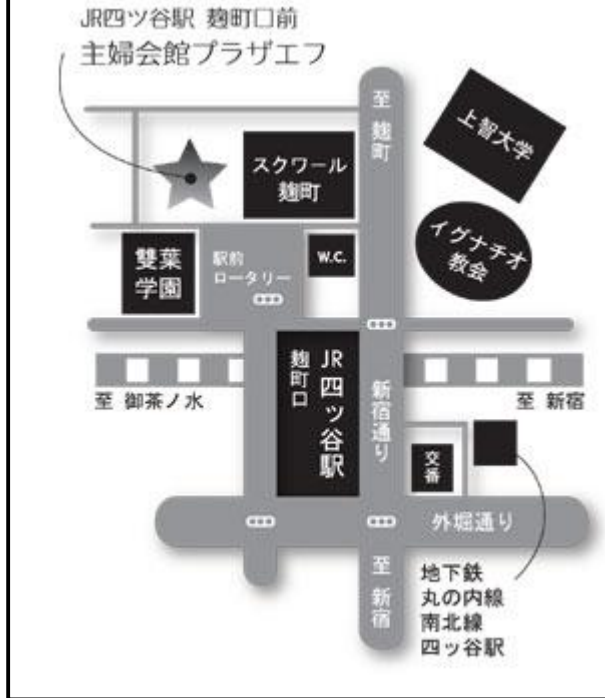 JR四ツ谷駅 麹町口前
主婦会館プラザエフ
至 麹町
上智大学
スクワール
麹町
イグナチオ
教会
雙葉
学園
駅前
ロータリー
W.C.
麹町口
JR四ッ谷駅
新宿通り
至 御茶ノ水
至 新宿
交番
外堀通り
至 新宿
地下鉄
丸の内線
南北線
四ッ谷駅